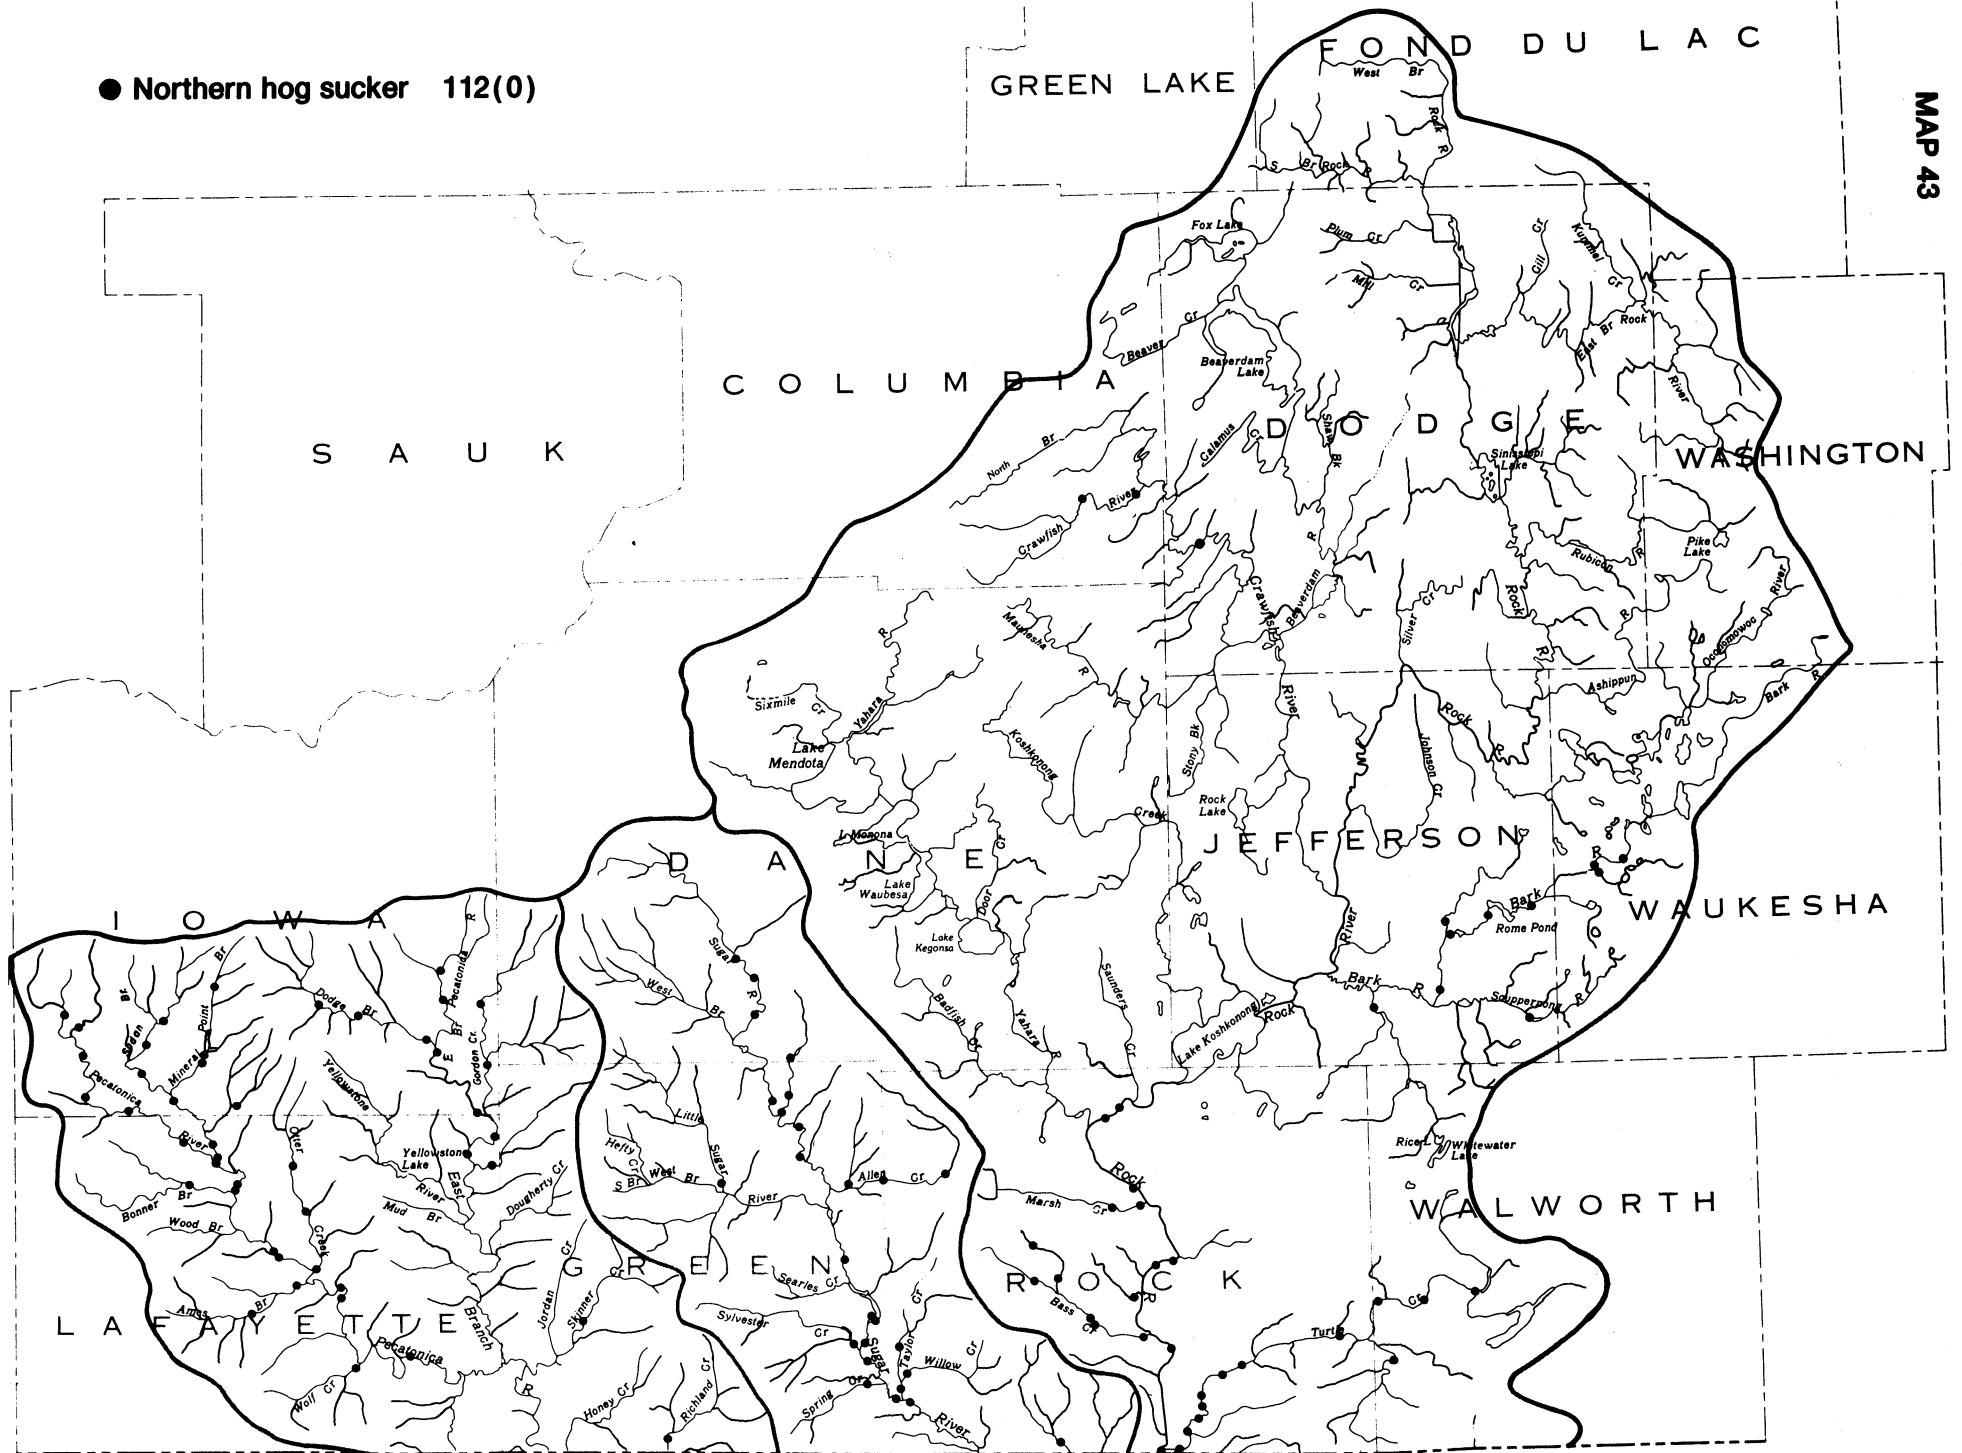 ● Northern hog sucker 112(0)
MAP 43
FOND DU LAC
GREEN LAKE
West Br
Rock R
S Br Rock R
Fox Lake
Plum Cr
Mill Cr
Gill Cr
Kummel Cr
East Br Rock River
Beaver Cr
Beaverdam Lake
COLUMBIA
SAUK
DODGE
WASHINGTON
North Br
Calamus Cr
Shaw Bk
Sinissippi Lake
Crawfish River
Pike Lake
Rubicon R
Crawfish River
Beaverdam R
Silver Cr
Rock R
Maunesha R
Oconomowoc River
Ashippun R
Bark R
Sixmile Cr
Yahara R
Lake Mendota
Koshkonong Creek
Stony Bk
Rock R
Johnson Cr
Rock Lake
JEFFERSON
L Monona
DANE
Lake Waubesa
Door Cr
Lake Kegonsa
WAUKESHA
Bark R
Rome Pond
River
Bark R
Scuppernong R
IOWA
Sugar R
West Br
Badfish Cr
Yahara R
Saunders Cr
Lake Koshkonong
Rock
Dodge Br
E Br Pecatonica R
Gordon Cr.
Sudan Br
Mineral Point Br
Pecatonica River
Yellowstone
Otter Creek
Yellowstone Lake
River
East Branch
Mud Br
Dougherty Cr
Bonner Br
Wood Br
Little Sugar River
Hefty Cr
S Br
West Br
Allen Cr
Rice L
Whitewater Lake
Rock
Marsh Cr
WALWORTH
GREEN
Searles Cr
Jordan Cr
Skinner Cr
Sylvester Cr
ROCK
R
Bass Cr
Turtle Cr
LAFAYETTE
Ames Br
Pecatonica R
Wolf Cr
Honey Cr
Richland Cr
Spring Cr
Sugar River
Taylor Cr
Willow Cr